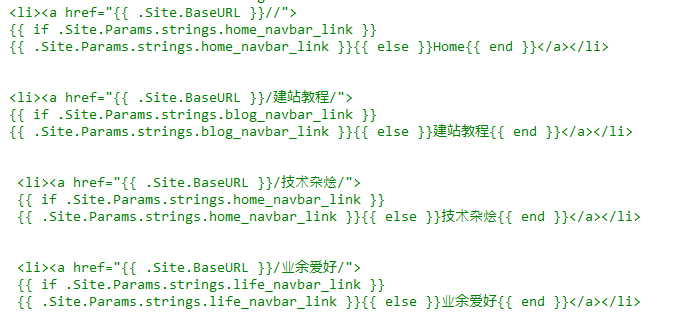 <li><a href="{{ .Site.BaseURL }}//">
{{ if .Site.Params.strings.home_navbar_link }}
{{ .Site.Params.strings.home_navbar_link }}{{ else }}Home{{ end }}</a></li>
<li><a href="{{ .Site.BaseURL }}/建站教程/">
{{ if .Site.Params.strings.blog_navbar_link }}
{{ .Site.Params.strings.blog_navbar_link }}{{ else }}建站教程{{ end }}</a></li>
<li><a href="{{ .Site.BaseURL }}/技术杂烩/">
{{ if .Site.Params.strings.home_navbar_link }}
{{ .Site.Params.strings.home_navbar_link }}{{ else }}技术杂烩{{ end }}</a></li>
<li><a href="{{ .Site.BaseURL }}/业余爱好/">
{{ if .Site.Params.strings.life_navbar_link }}
{{ .Site.Params.strings.life_navbar_link }}{{ else }}业余爱好{{ end }}</a></li>